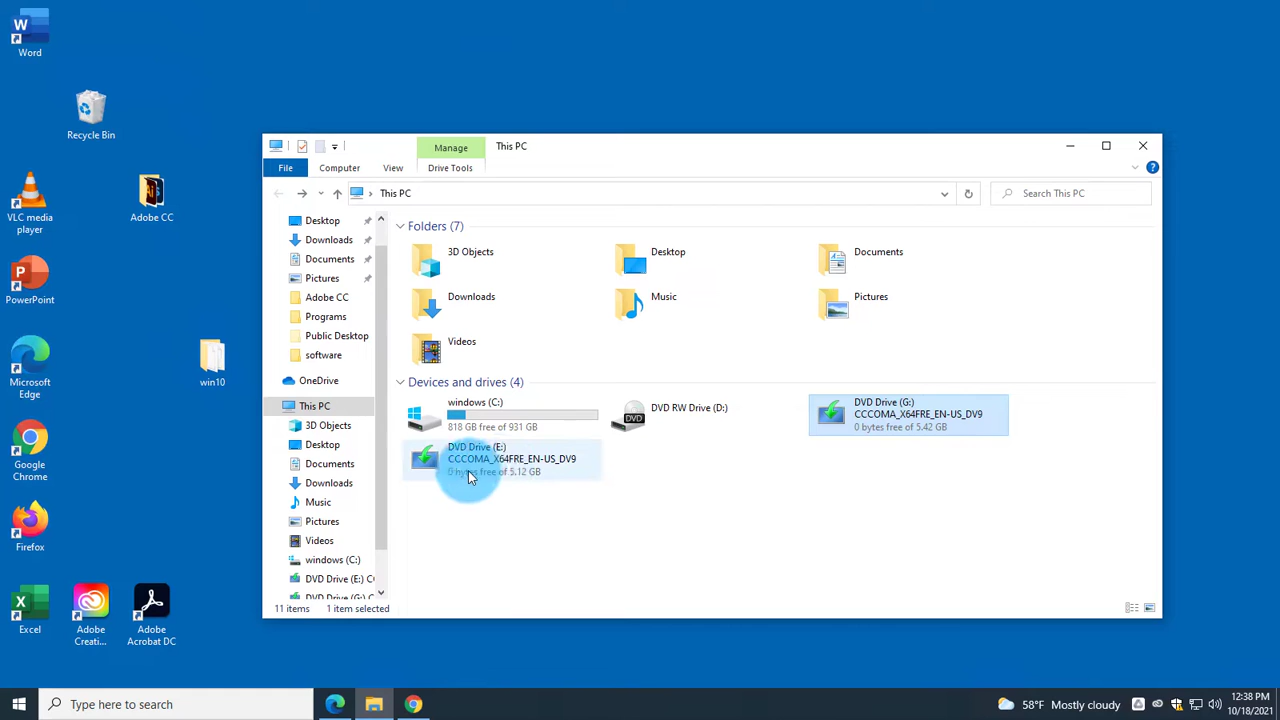 Word
Recycle Bin
VLC media
player
Adobe CC
PowerPoint
Microsoft
Edge
win10
Google
Chrome
Firefox
Excel
Adobe
Creati...
Adobe
Acrobat DC
Manage
This PC
File
Computer
View
Drive Tools
This PC
Search This PC
Desktop
Downloads
Documents
Pictures
Adobe CC
Programs
Public Desktop
software
OneDrive
This PC
3D Objects
Desktop
Documents
Downloads
Music
Pictures
Videos
windows (C:)
DVD Drive (E:) C
DVD Drive (G:) C
Folders (7)
3D Objects
Desktop
Documents
Downloads
Music
Pictures
Videos
Devices and drives (4)
windows (C:)
818 GB free of 931 GB
DVD RW Drive (D:)
DVD
DVD Drive (G:)
CCCOMA_X64FRE_EN-US_DV9
0 bytes free of 5.42 GB
DVD Drive (E:)
CCCOMA_X64FRE_EN-US_DV9
0 bytes free of 5.12 GB
11 items
1 item selected
Type here to search
58°F Mostly cloudy
12:38 PM
10/18/2021